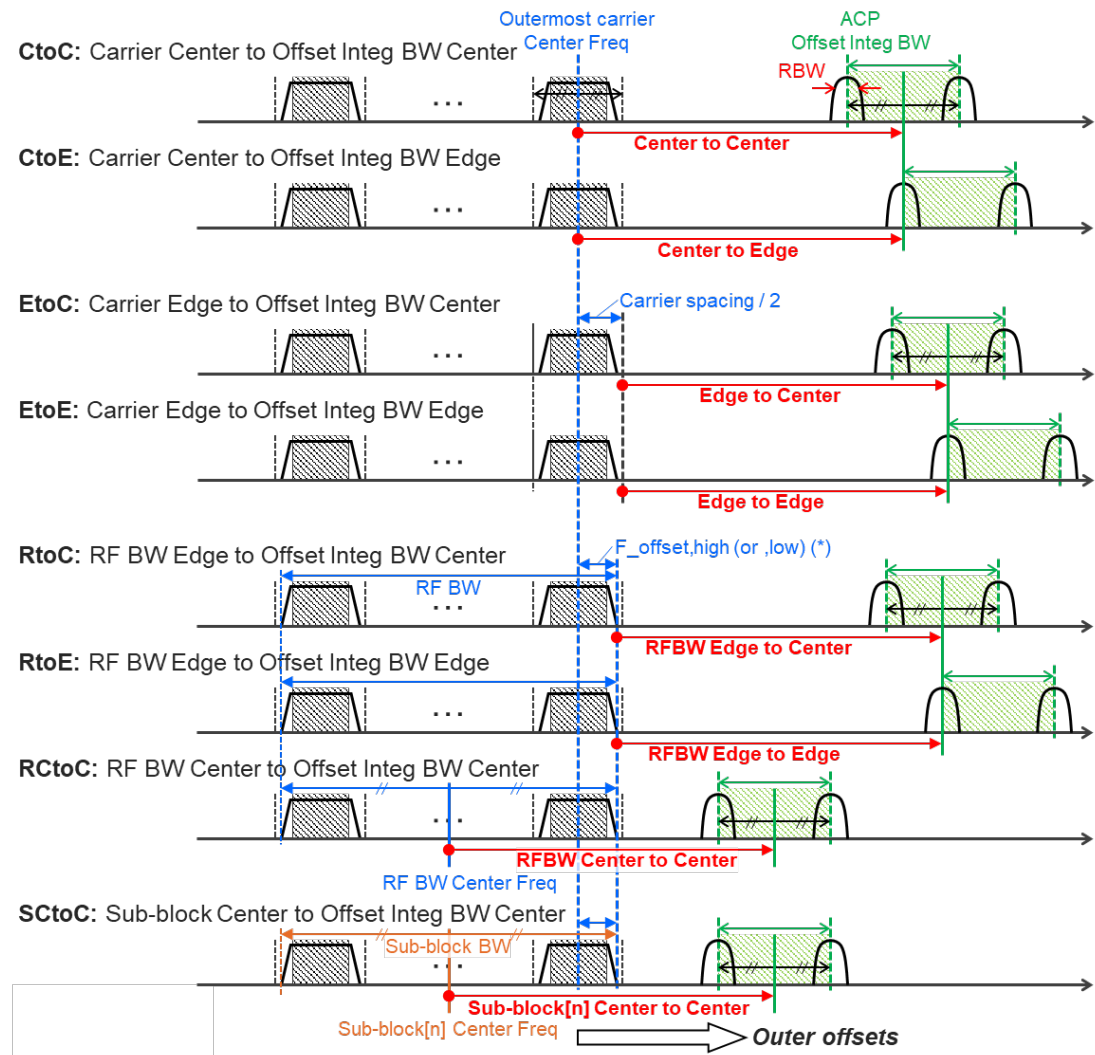 Outermost carrier
Center Freq
ACP
Offset Integ BW
CtoC: Carrier Center to Offset Integ BW Center
RBW
...
Center to Center
CtoE: Carrier Center to Offset Integ BW Edge
...
Center to Edge
EtoC: Carrier Edge to Offset Integ BW Center
Carrier spacing / 2
...
Edge to Center
EtoE: Carrier Edge to Offset Integ BW Edge
...
Edge to Edge
RtoC: RF BW Edge to Offset Integ BW Center
F_offset,high (or ,low) (*)
RF BW
...
RFBW Edge to Center
RtoE: RF BW Edge to Offset Integ BW Edge
...
RFBW Edge to Edge
RCtoC: RF BW Center to Offset Integ BW Center
...
RFBW Center to Center
RF BW Center Freq
SCtoC: Sub-block Center to Offset Integ BW Center
Sub-block BW
...
Sub-block[n] Center to Center
Sub-block[n] Center Freq
Outer offsets